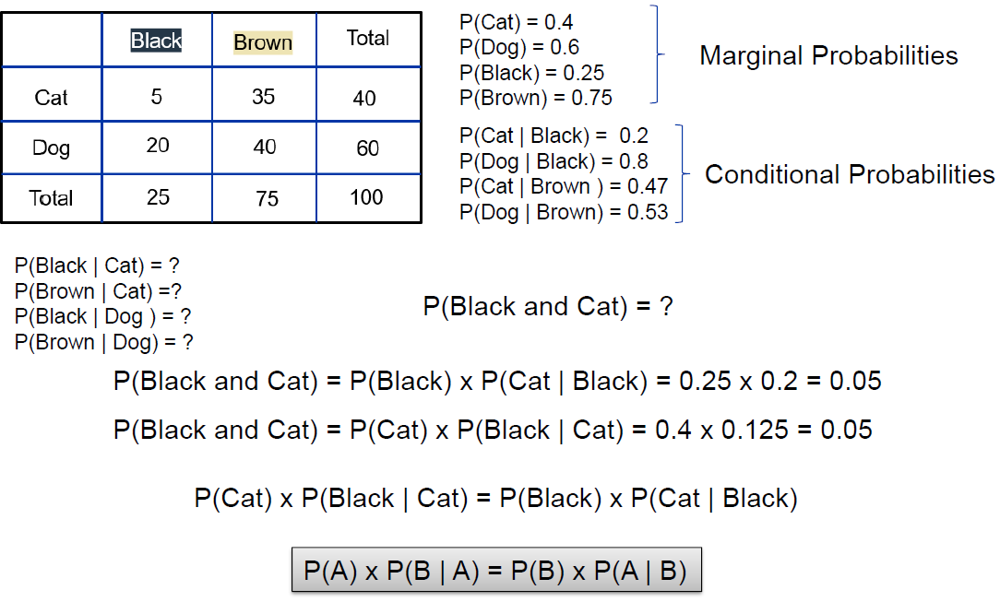 Black Brown Total
Cat 5 35 40
Dog 20 40 60
Total 25 75 100
P(Cat) = 0.4
P(Dog) = 0.6
P(Black) = 0.25
P(Brown) = 0.75
Marginal Probabilities
P(Cat | Black) =  0.2
P(Dog | Black) = 0.8
P(Cat | Brown ) = 0.47
P(Dog | Brown) = 0.53
Conditional Probabilities
P(Black | Cat) = ?
P(Brown | Cat) =?
P(Black | Dog ) = ?
P(Brown | Dog) = ?
P(Black and Cat) = ?
P(Black and Cat) = P(Black) x P(Cat | Black) = 0.25 x 0.2 = 0.05
P(Black and Cat) = P(Cat) x P(Black | Cat) = 0.4 x 0.125 = 0.05
P(Cat) x P(Black | Cat) = P(Black) x P(Cat | Black)
P(A) x P(B | A) = P(B) x P(A | B)